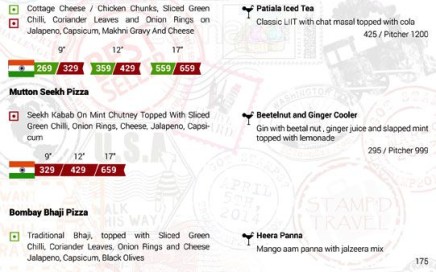 Cottage Cheese / Chicken Chunks, Sliced Green
Chilli, Coriander Leaves and Onion Rings on
Jalapeno, Capsicum, Makhni Gravy And Cheese
9" 12" 17"
269 329 359 429 559 659
Mutton Seekh Pizza
Seekh Kabab On Mint Chutney Topped With Sliced
Green Chilli, Onion Rings, Cheese, Jalapeno, Capsi-
cum
9" 12" 17"
329 429 659
Bombay Bhaji Pizza
Traditional Bhaji, topped with Sliced Green
Chilli, Coriander Leaves, Onion Rings and Cheese
Jalapeno, Capsicum, Black Olives
Patiala Iced Tea
Classic LIIT with chat masal topped with cola
425 / Pitcher 1200
Beetelnut and Ginger Cooler
Gin with beetal nut , ginger juice and slapped mint
topped with lemonade
295 / Pitcher 999
Heera Panna
Mango aam panna with jalzeera mix
175
U.S.A
APRIL
STAMP'D
TRAVEL